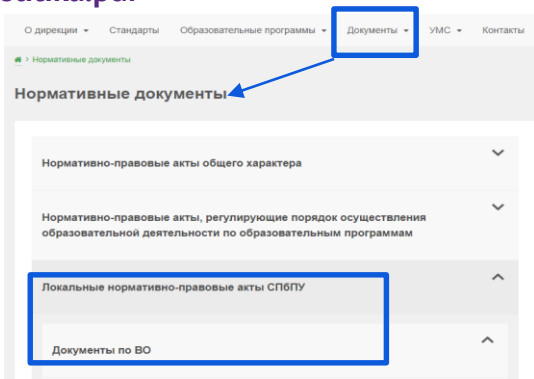 О дирекции Стандарты Образовательные программы Документы УМС Контакты
> Нормативные документы
Нормативные документы
Нормативно-правовые акты общего характера
Нормативно-правовые акты, регулирующие порядок осуществления
образовательной деятельности по образовательным программам
Локальные нормативно-правовые акты СПбПУ
Документы по ВО